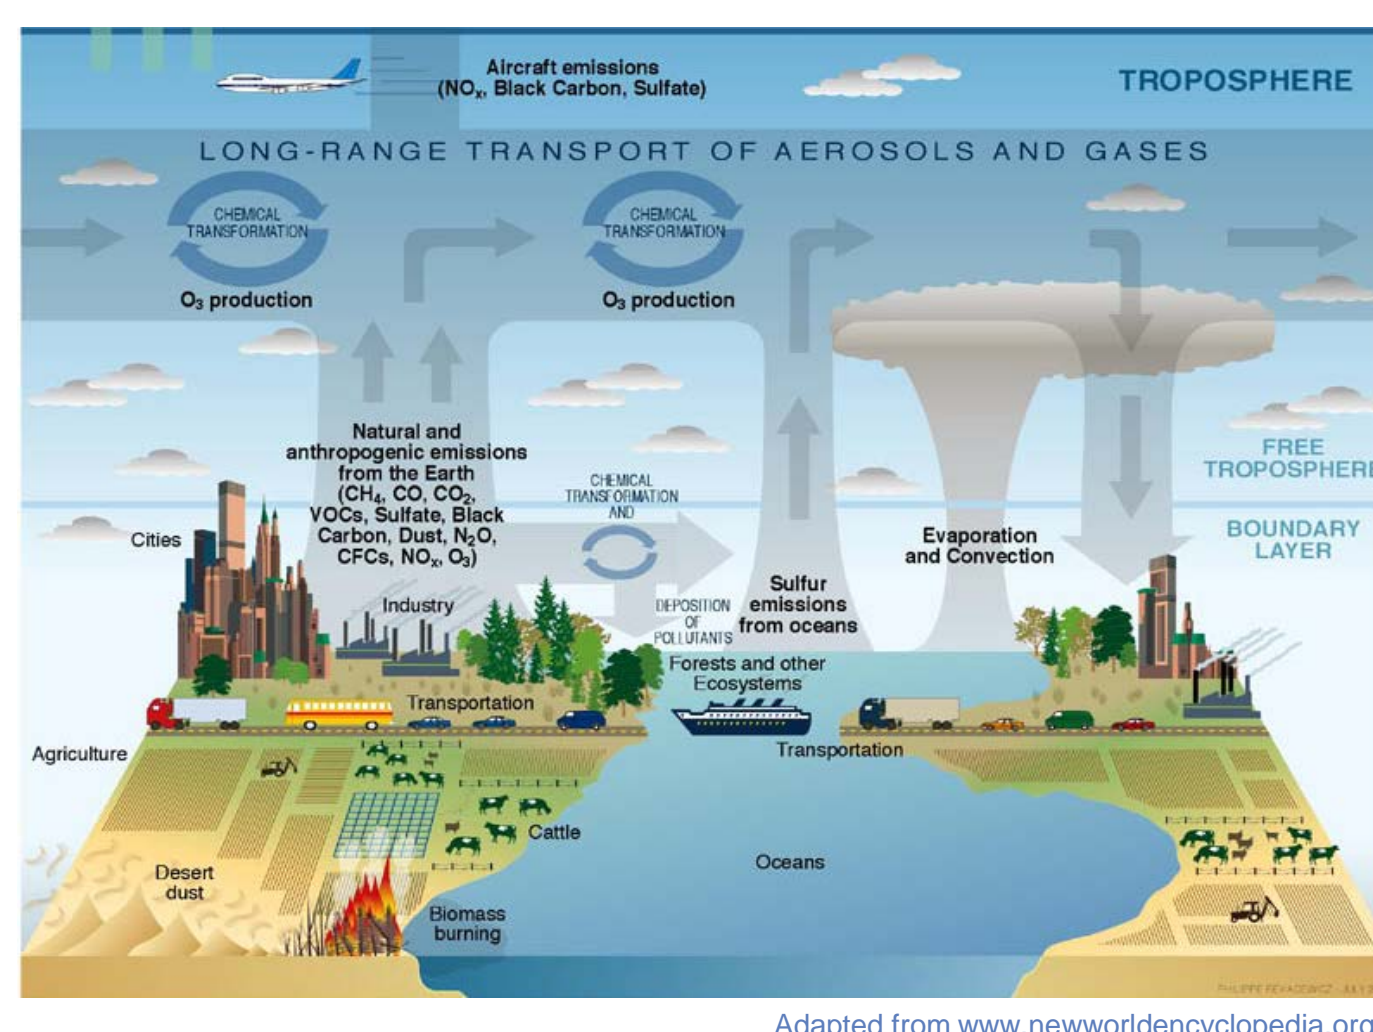 Aircraft emissions
(NOx, Black Carbon, Sulfate)
TROPOSPHERE
LONG-RANGE TRANSPORT OF AEROSOLS AND GASES
CHEMICAL
TRANSFORMATION
O3 production
CHEMICAL
TRANSFORMATION
O3 production
Natural and
anthropogenic emissions
from the Earth
(CH4, CO, CO2,
VOCs, Sulfate, Black
Carbon, Dust, N2O,
CFCs, NOx, O3)
CHEMICAL
TRANSFORMATION
AND
DEPOSITION
OF
POLLUTANTS
FREE
TROPOSPHERE
BOUNDARY
LAYER
Cities
Industry
Evaporation
and Convection
Sulfur
emissions
from oceans
Forests and other
Ecosystems
Transportation
Transportation
Agriculture
Cattle
Oceans
Desert
dust
Biomass
burning
Adapted from www.newworldencyclopedia.org